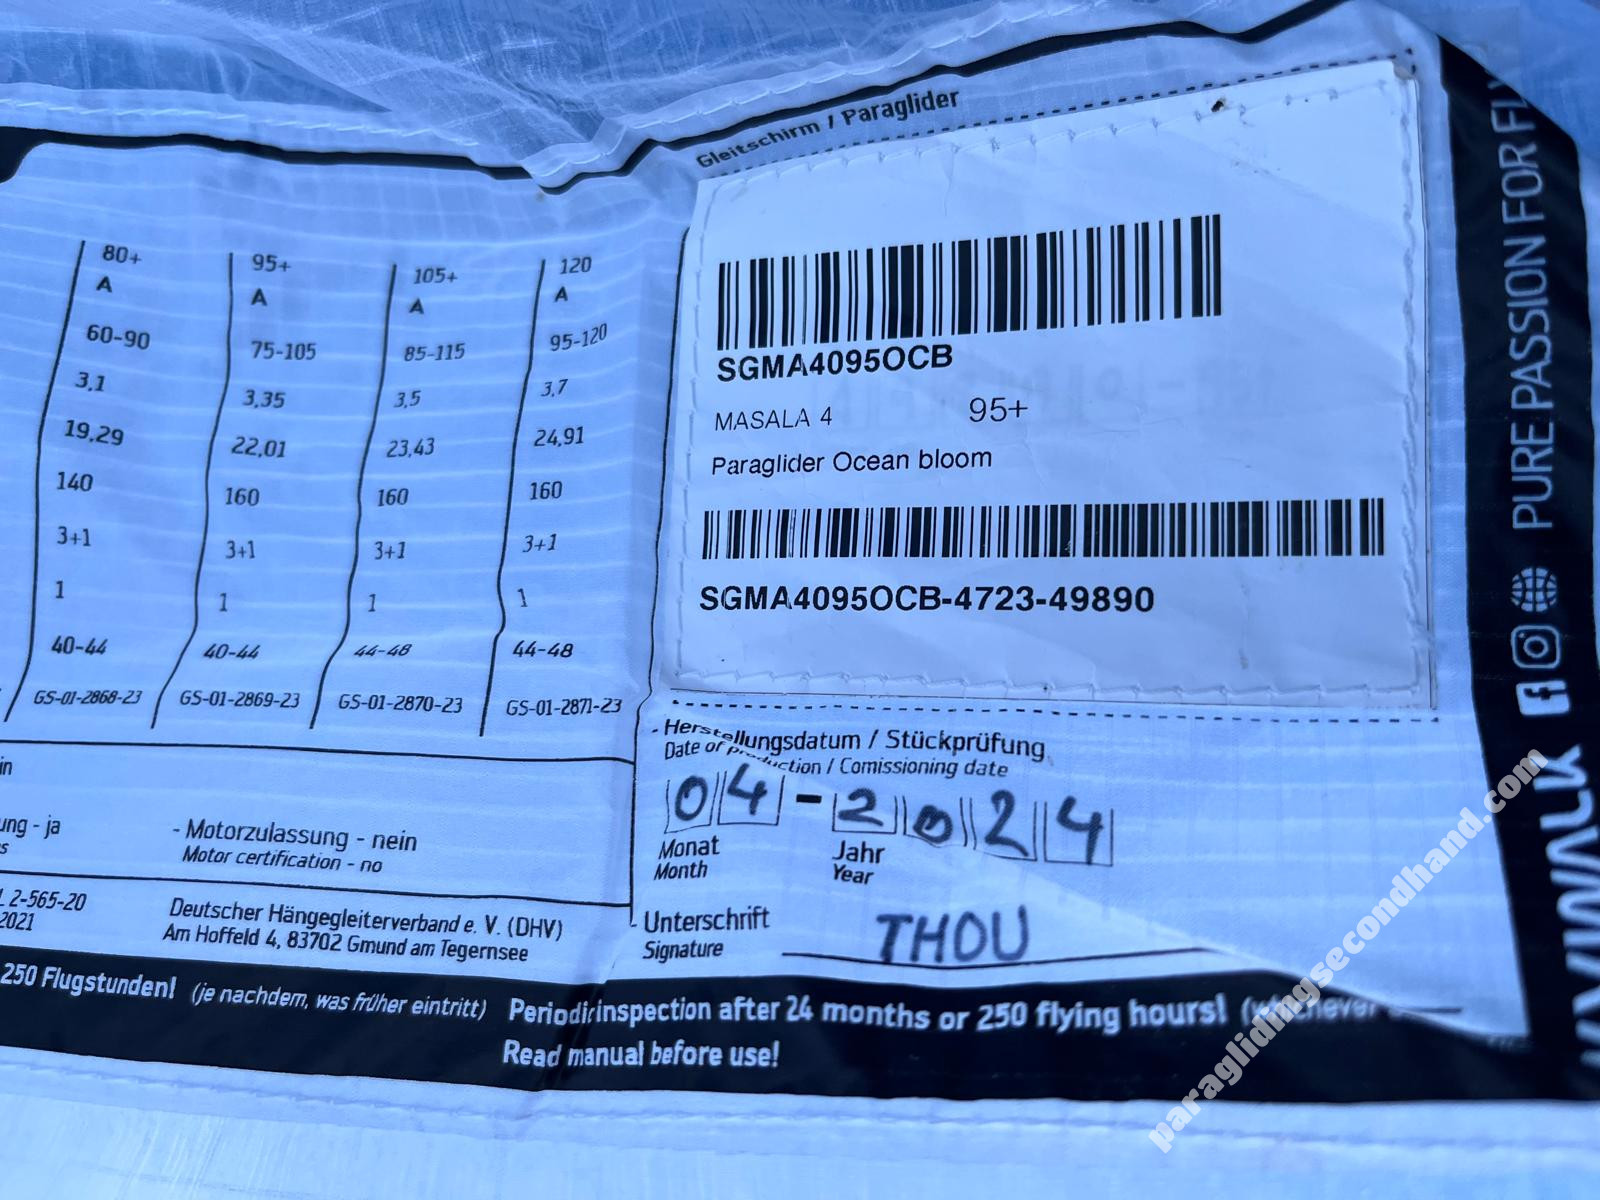 Gleitschirm / Paraglider
SGMA4095OCB
MASALA 4 95+
Paraglider Ocean bloom
SGMA4095OCB-4723-49890
80+ 95+ 105+ 120
A A A A
60-90 75-105 85-115 95-120
3,1 3,35 3,5 3,7
19,29 22,01 23,43 24,91
140 160 160 160
3+1 3+1 3+1 3+1
1 1 1 1
40-44 40-44 44-48 44-48
GS-01-2868-23 GS-01-2869-23 GS-01-2870-23 GS-01-2871-23
- Herstellungsdatum / Stückprüfung
Date of production / Comissioning date
04-2024
Monat Jahr
Month Year
- ja - Motorzulassung - nein
Motor certification - no
2-565-20
2021
Deutscher Hängegleiterverband e. V. (DHV)
Am Hoffeld 4, 83702 Gmund am Tegernsee
- Unterschrift
Signature
THOU
250 Flugstunden! (je nachdem, was früher eintritt) Periodic inspection after 24 months or 250 flying hours! (whichever
Read manual before use!
PURE PASSION FOR
paraglidingsecondhand.com